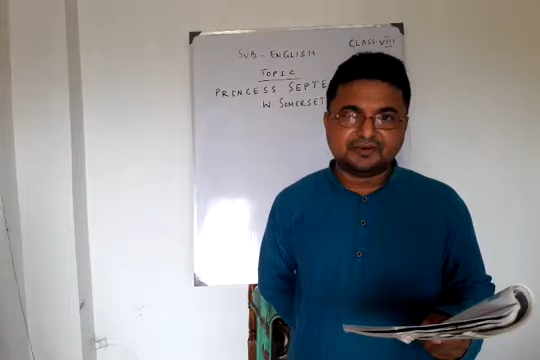 CLASS-VIII
SUB-ENGLISH
TOPIC
PRINCESS SEPTE
W. SOMERSET